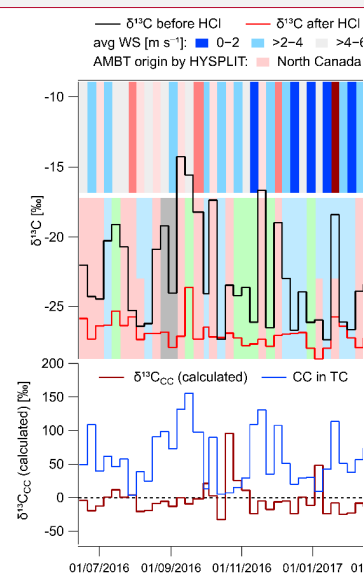 δ¹³C before HCl δ¹³C after HCl
avg WS [m s⁻¹]: 0–2 >2–4 >4–6
AMBT origin by HYSPLIT: North Canada
-10
-15
-20
-25
δ¹³C [‰]
200
150
100
50
0
-50
δ¹³C_CC (calculated) [‰]
δ¹³C_CC (calculated) CC in TC
01/07/2016 01/09/2016 01/11/2016 01/01/2017 01